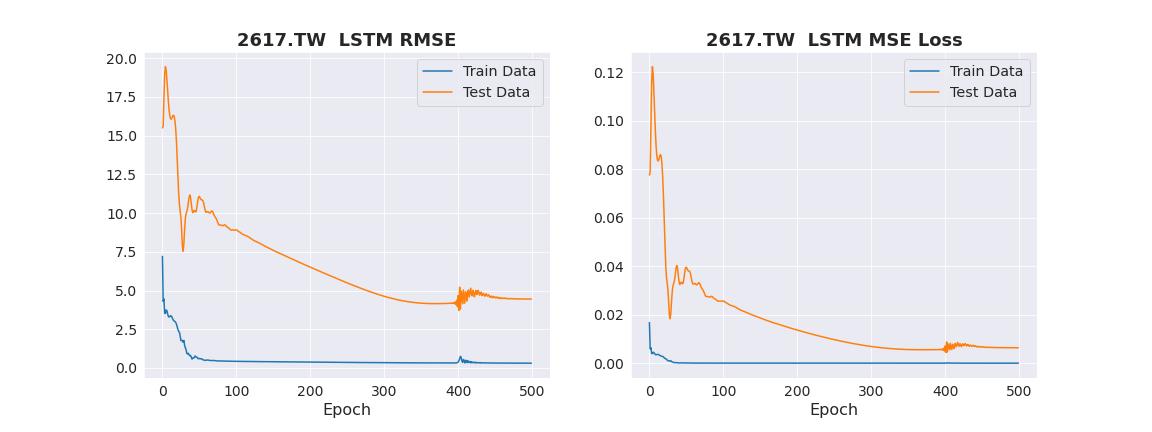 2617.TW  LSTM RMSE
20.0
17.5
15.0
12.5
10.0
7.5
5.0
2.5
0.0
0 100 200 300 400 500
Epoch
Train Data
Test Data
2617.TW  LSTM MSE Loss
0.12
0.10
0.08
0.06
0.04
0.02
0.00
0 100 200 300 400 500
Epoch
Train Data
Test Data